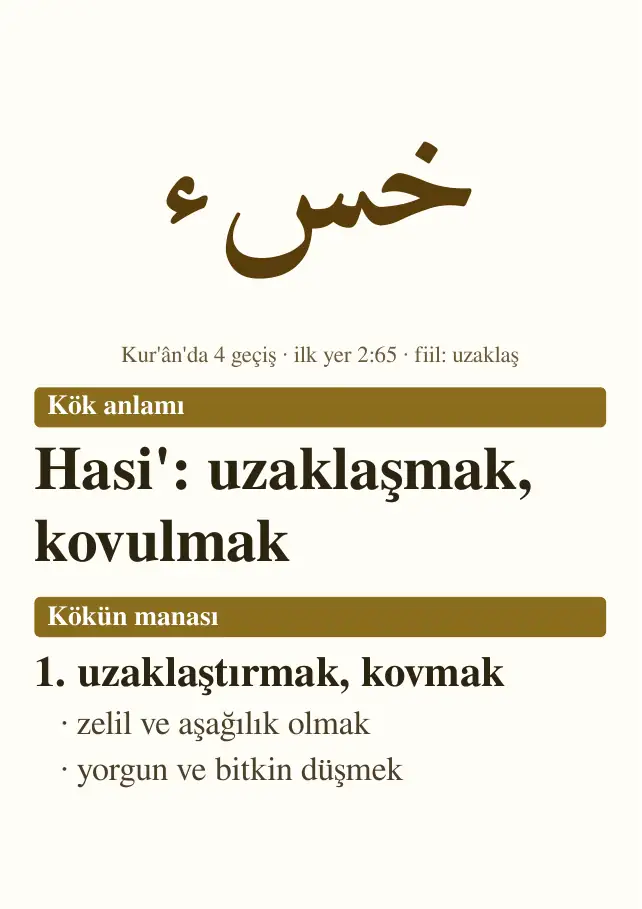 خسء
Kur'ân'da 4 geçiş · ilk yer 2:65 · fiil: uzaklaş
Kök anlamı
Hasi': uzaklaşmak,
kovulmak
Kökün manası
1. uzaklaştırmak, kovmak
· zelil ve aşağılık olmak
· yorgun ve bitkin düşmek